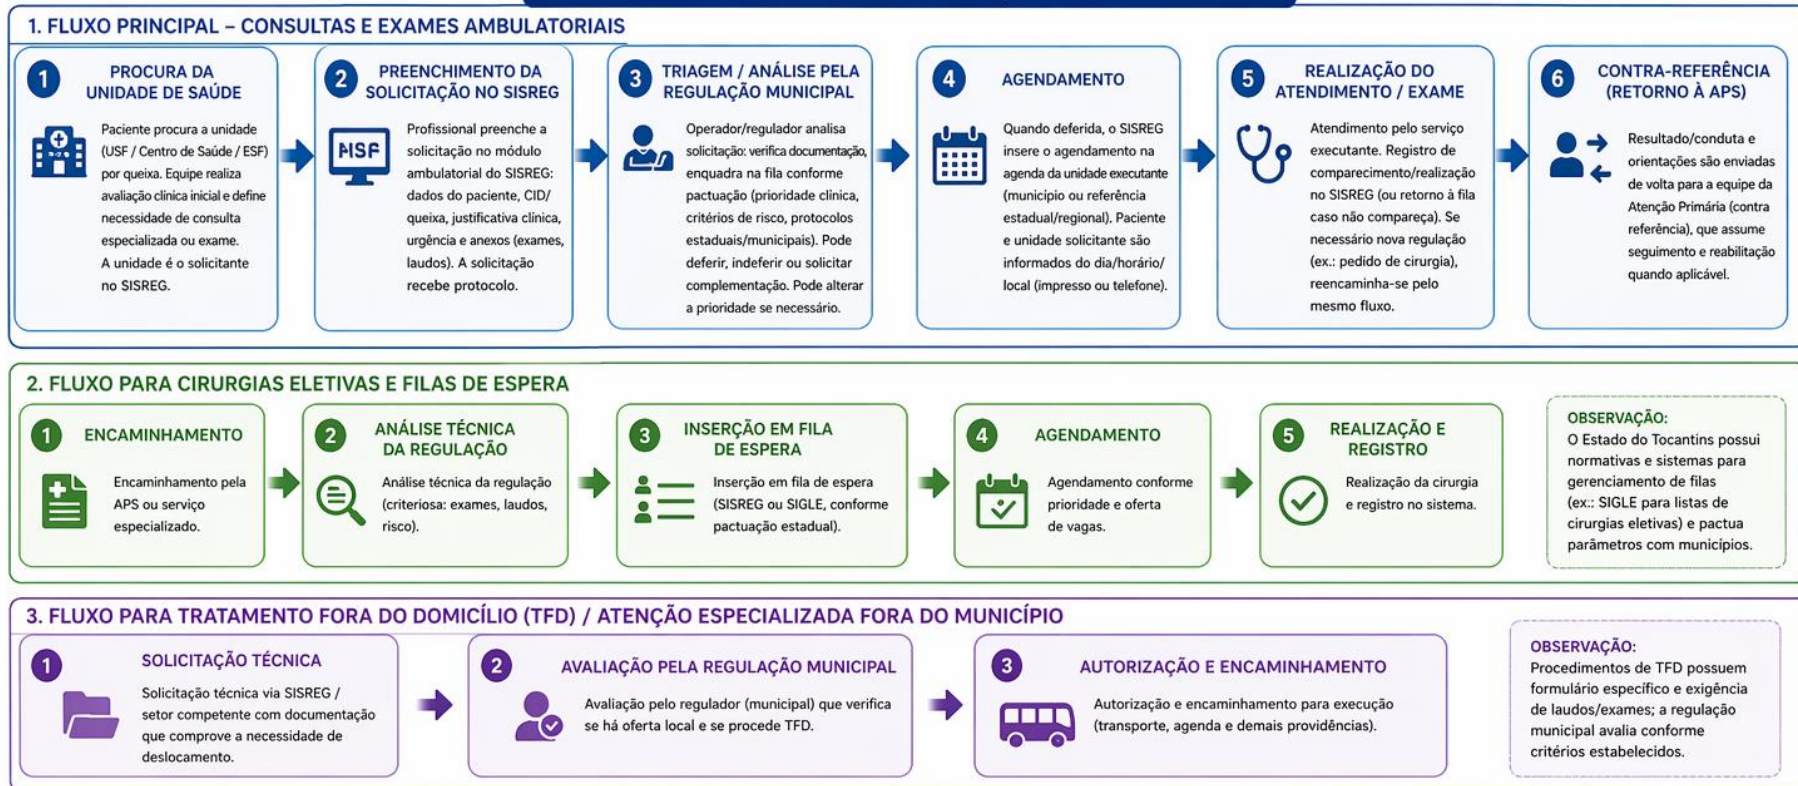 1. FLUXO PRINCIPAL – CONSULTAS E EXAMES AMBULATORIAIS
1
PROCURA DA
UNIDADE DE SAÚDE
Paciente procura a unidade
(USF / Centro de Saúde / ESF)
por queixa. Equipe realiza
avaliação clínica inicial e define
necessidade de consulta
especializada ou exame.
A unidade é o solicitante
no SISREG.
2
PREENCHIMENTO DA
SOLICITAÇÃO NO SISREG
Profissional preenche a
solicitação no módulo
ambulatorial do SISREG:
dados do paciente, CID/
queixa, justificativa clínica,
urgência e anexos (exames,
laudos). A solicitação
recebe protocolo.
3
TRIAGEM / ANÁLISE PELA
REGULAÇÃO MUNICIPAL
Operador/regulador analisa
solicitação: verifica documentação,
enquadra na fila conforme
pactuação (prioridade clínica,
critérios de risco, protocolos
estaduais/municipais). Pode
deferir, indeferir ou solicitar
complementação. Pode alterar
a prioridade se necessário.
4
AGENDAMENTO
Quando deferida, o SISREG
insere o agendamento na
agenda da unidade executante
(município ou referência
estadual/regional). Paciente
e unidade solicitante são
informados do dia/horário/
local (impresso ou telefone).
5
REALIZAÇÃO DO
ATENDIMENTO / EXAME
Atendimento pelo serviço
executante. Registro de
comparecimento/realização
no SISREG (ou retorno à fila
caso não compareça). Se
necessário nova regulação
(ex.: pedido de cirurgia),
reencaminha-se pelo
mesmo fluxo.
6
CONTRA-REFERÊNCIA
(RETORNO À APS)
Resultado/conduta e
orientações são enviadas
de volta para a equipe da
Atenção Primária (contra
referência), que assume
seguimento e reabilitação
quando aplicável.
2. FLUXO PARA CIRURGIAS ELETIVAS E FILAS DE ESPERA
1
ENCAMINHAMENTO
Encaminhamento pela
APS ou serviço
especializado.
2
ANÁLISE TÉCNICA
DA REGULAÇÃO
Análise técnica da regulação
(criteriosa: exames, laudos,
risco).
3
INSERÇÃO EM FILA
DE ESPERA
Inserção em fila de espera
(SISREG ou SIGLE, conforme
pactuação estadual).
4
AGENDAMENTO
Agendamento conforme
prioridade e oferta
de vagas.
5
REALIZAÇÃO E
REGISTRO
Realização da cirurgia
e registro no sistema.
OBSERVAÇÃO:
O Estado do Tocantins possui
normativas e sistemas para
gerenciamento de filas
(ex.: SIGLE para listas de
cirurgias eletivas) e pactua
parâmetros com municípios.
3. FLUXO PARA TRATAMENTO FORA DO DOMICÍLIO (TFD) / ATENÇÃO ESPECIALIZADA FORA DO MUNICÍPIO
1
SOLICITAÇÃO TÉCNICA
Solicitação técnica via SISREG /
setor competente com documentação
que comprove a necessidade de
deslocamento.
2
AVALIAÇÃO PELA REGULAÇÃO MUNICIPAL
Avaliação pelo regulador (municipal) que verifica
se há oferta local e se procede TFD.
3
AUTORIZAÇÃO E ENCAMINHAMENTO
Autorização e encaminhamento para execução
(transporte, agenda e demais providências).
OBSERVAÇÃO:
Procedimentos de TFD possuem
formulário específico e exigência
de laudos/exames; a regulação
municipal avalia conforme
critérios estabelecidos.